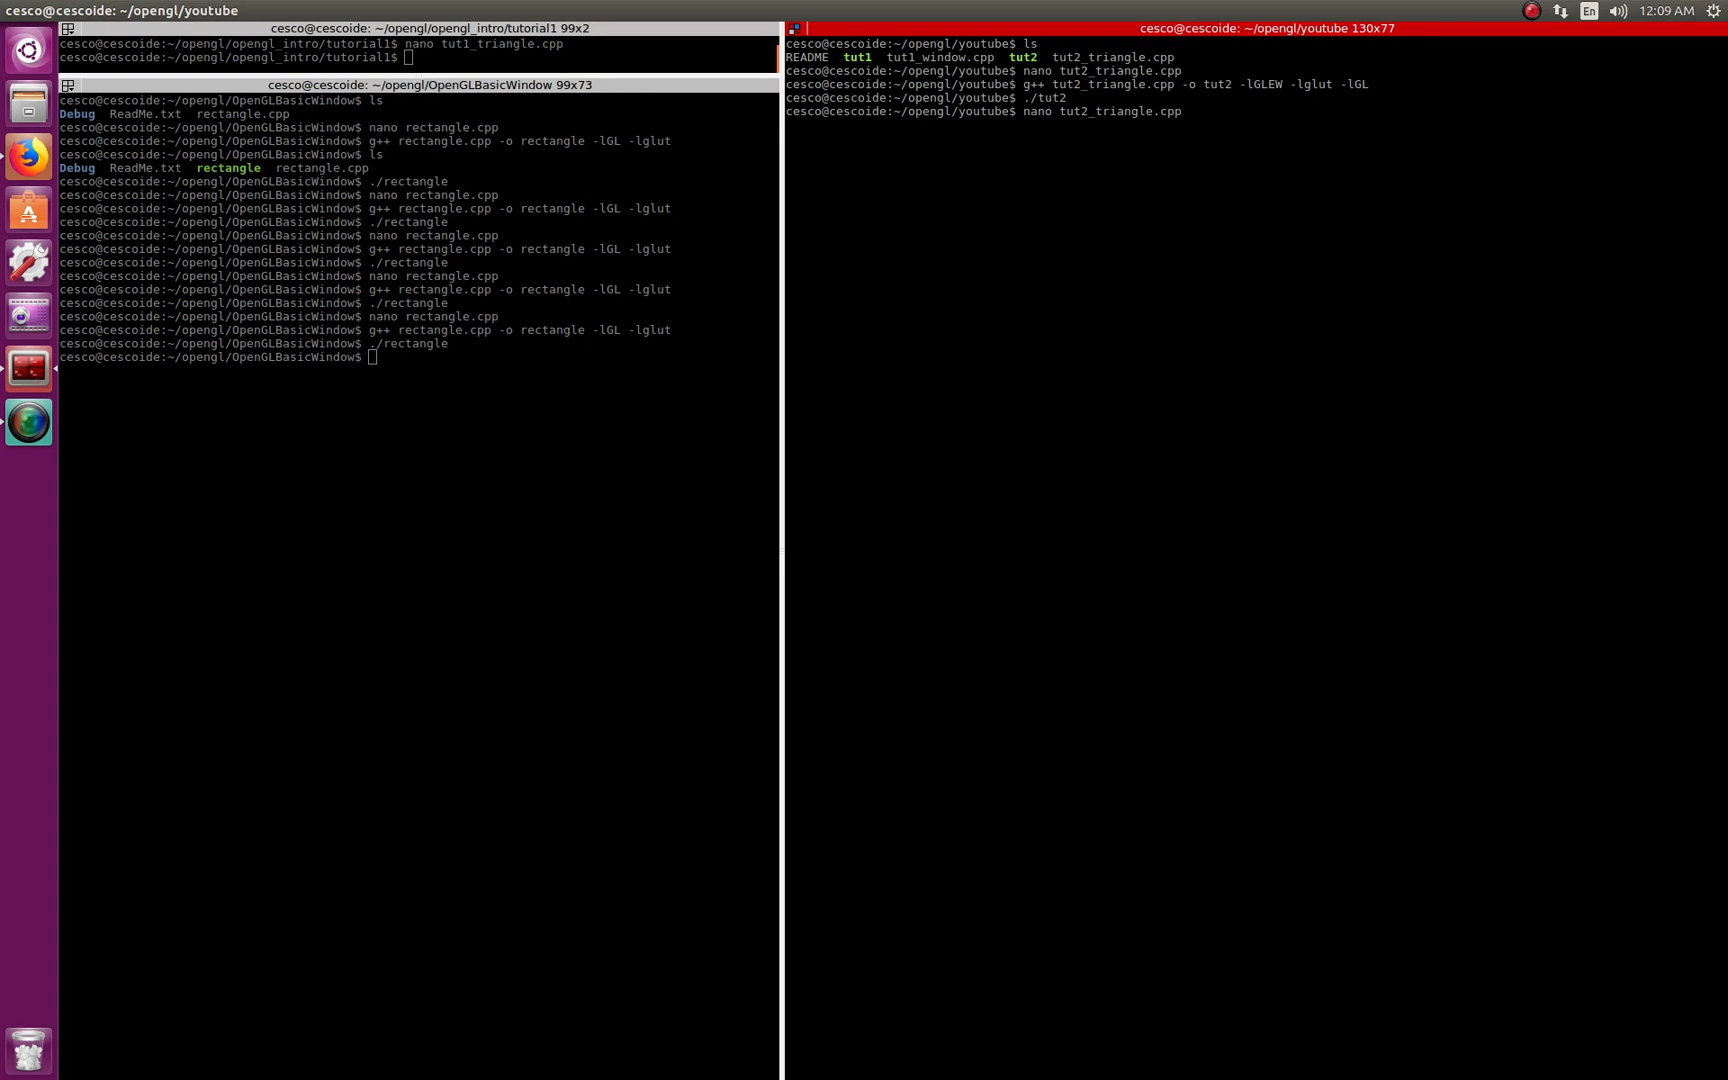 cesco@cescoide: ~/opengl/youtube
En
12:09 AM
cesco@cescoide: ~/opengl/opengl_intro/tutorial1 99x2
cesco@cescoide:~/opengl/opengl_intro/tutorial1$ nano tut1_triangle.cpp
cesco@cescoide:~/opengl/opengl_intro/tutorial1$
cesco@cescoide: ~/opengl/OpenGLBasicWindow 99x73
cesco@cescoide:~/opengl/OpenGLBasicWindow$ ls
Debug  ReadMe.txt  rectangle.cpp
cesco@cescoide:~/opengl/OpenGLBasicWindow$ nano rectangle.cpp
cesco@cescoide:~/opengl/OpenGLBasicWindow$ g++ rectangle.cpp -o rectangle -lGL -lglut
cesco@cescoide:~/opengl/OpenGLBasicWindow$ ls
Debug  ReadMe.txt  rectangle  rectangle.cpp
cesco@cescoide:~/opengl/OpenGLBasicWindow$ ./rectangle
cesco@cescoide:~/opengl/OpenGLBasicWindow$ nano rectangle.cpp
cesco@cescoide:~/opengl/OpenGLBasicWindow$ g++ rectangle.cpp -o rectangle -lGL -lglut
cesco@cescoide:~/opengl/OpenGLBasicWindow$ ./rectangle
cesco@cescoide:~/opengl/OpenGLBasicWindow$ nano rectangle.cpp
cesco@cescoide:~/opengl/OpenGLBasicWindow$ g++ rectangle.cpp -o rectangle -lGL -lglut
cesco@cescoide:~/opengl/OpenGLBasicWindow$ ./rectangle
cesco@cescoide:~/opengl/OpenGLBasicWindow$ nano rectangle.cpp
cesco@cescoide:~/opengl/OpenGLBasicWindow$ g++ rectangle.cpp -o rectangle -lGL -lglut
cesco@cescoide:~/opengl/OpenGLBasicWindow$ ./rectangle
cesco@cescoide:~/opengl/OpenGLBasicWindow$ nano rectangle.cpp
cesco@cescoide:~/opengl/OpenGLBasicWindow$ g++ rectangle.cpp -o rectangle -lGL -lglut
cesco@cescoide:~/opengl/OpenGLBasicWindow$ ./rectangle
cesco@cescoide:~/opengl/OpenGLBasicWindow$
cesco@cescoide: ~/opengl/youtube 130x77
cesco@cescoide:~/opengl/youtube$ ls
README  tut1  tut1_window.cpp  tut2  tut2_triangle.cpp
cesco@cescoide:~/opengl/youtube$ nano tut2_triangle.cpp
cesco@cescoide:~/opengl/youtube$ g++ tut2_triangle.cpp -o tut2 -lGLEW -lglut -lGL
cesco@cescoide:~/opengl/youtube$ ./tut2
cesco@cescoide:~/opengl/youtube$ nano tut2_triangle.cpp